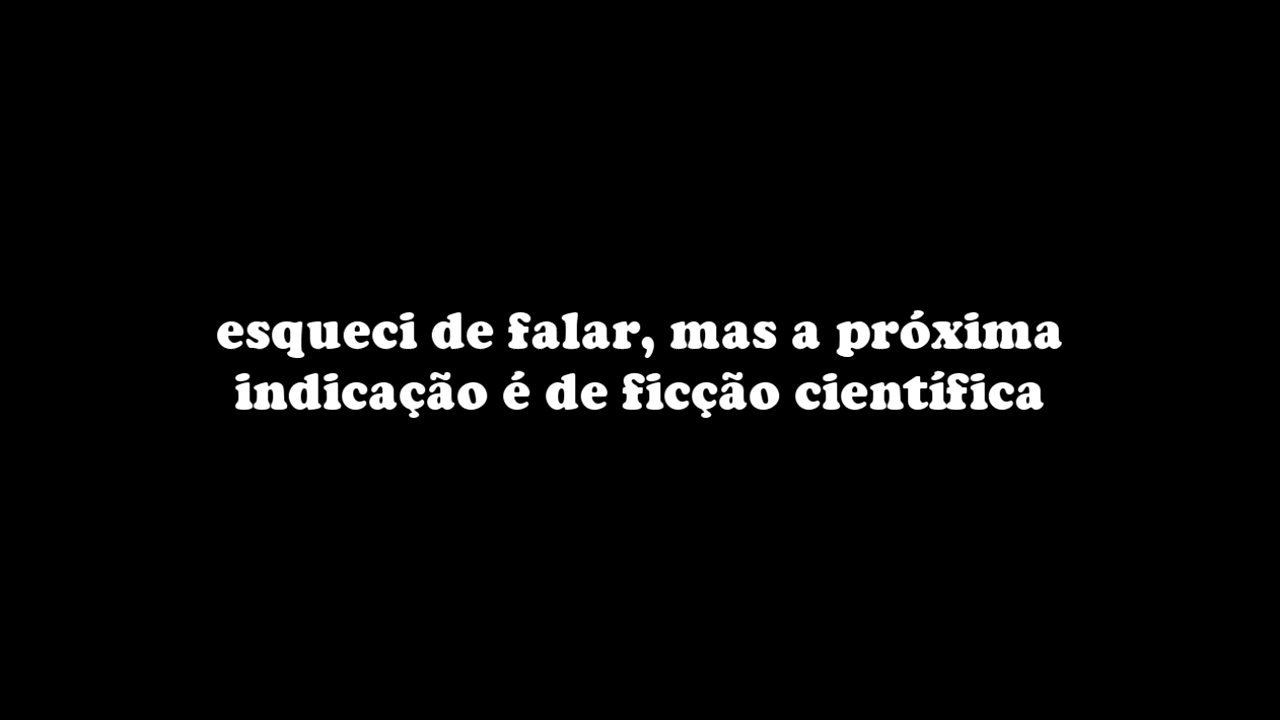 esqueci de falar, mas a próxima
indicação é de ficção científica